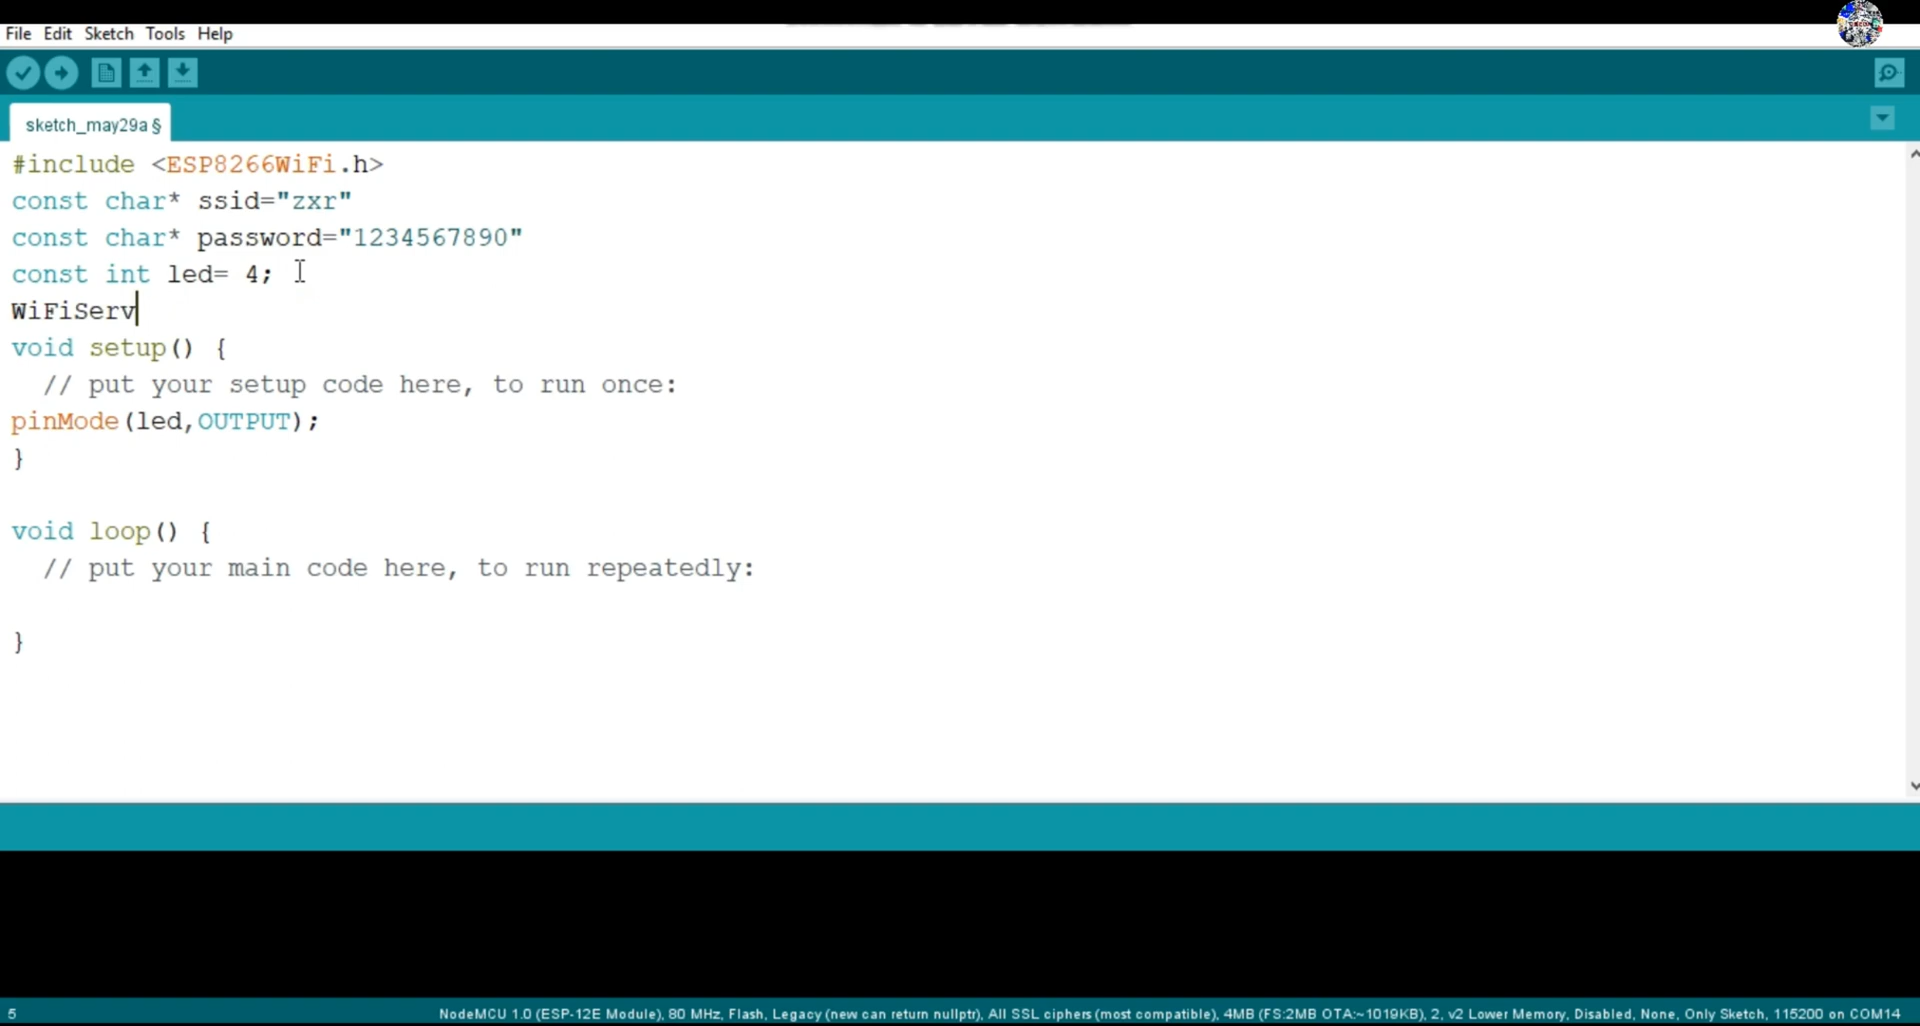 File Edit Sketch Tools Help
sketch_may29a §
#include <ESP8266WiFi.h>
const char* ssid="zxr"
const char* password="1234567890"
const int led= 4;
WiFiServ
void setup() {
  // put your setup code here, to run once:
pinMode(led,OUTPUT);
}
void loop() {
  // put your main code here, to run repeatedly:
}
5 NodeMCU 1.0 (ESP-12E Module), 80 MHz, Flash, Legacy (new can return nullptr), All SSL ciphers (most compatible), 4MB (FS:2MB OTA:~1019KB), 2, v2 Lower Memory, Disabled, None, Only Sketch, 115200 on COM14